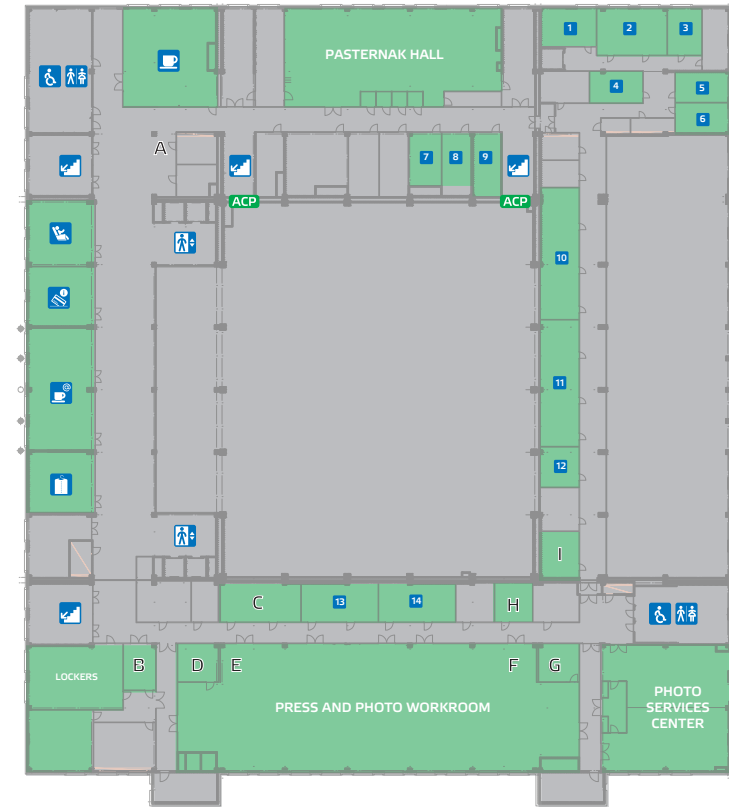 1
2
3
PASTERNAK HALL
4
5
6
A
7
8
9
ACP
ACP
10
i
@
11
12
I
C
13
14
H
B
D
E
F
G
LOCKERS
PRESS AND PHOTO WORKROOM
PHOTO
SERVICES
CENTER